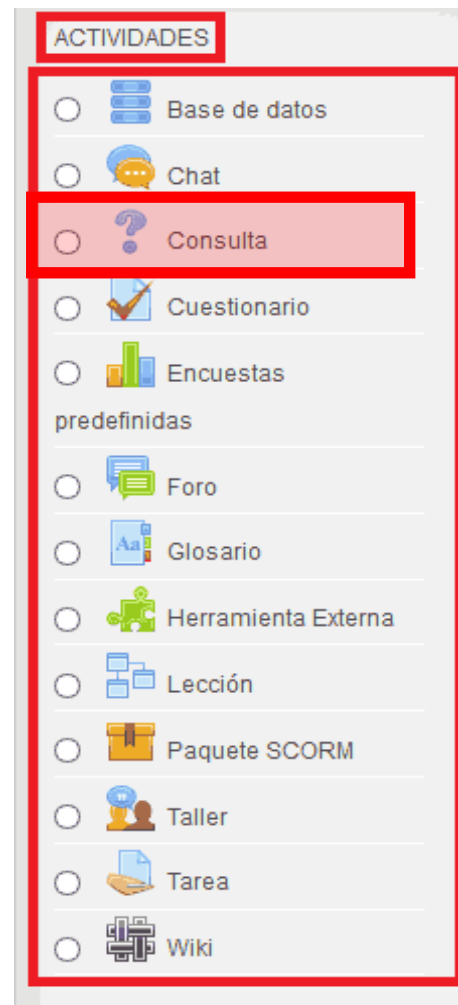 ACTIVIDADES
Base de datos
Chat
Consulta
Cuestionario
Encuestas
predefinidas
Foro
Aa
Glosario
Herramienta Externa
Lección
Paquete SCORM
Taller
Tarea
Wiki